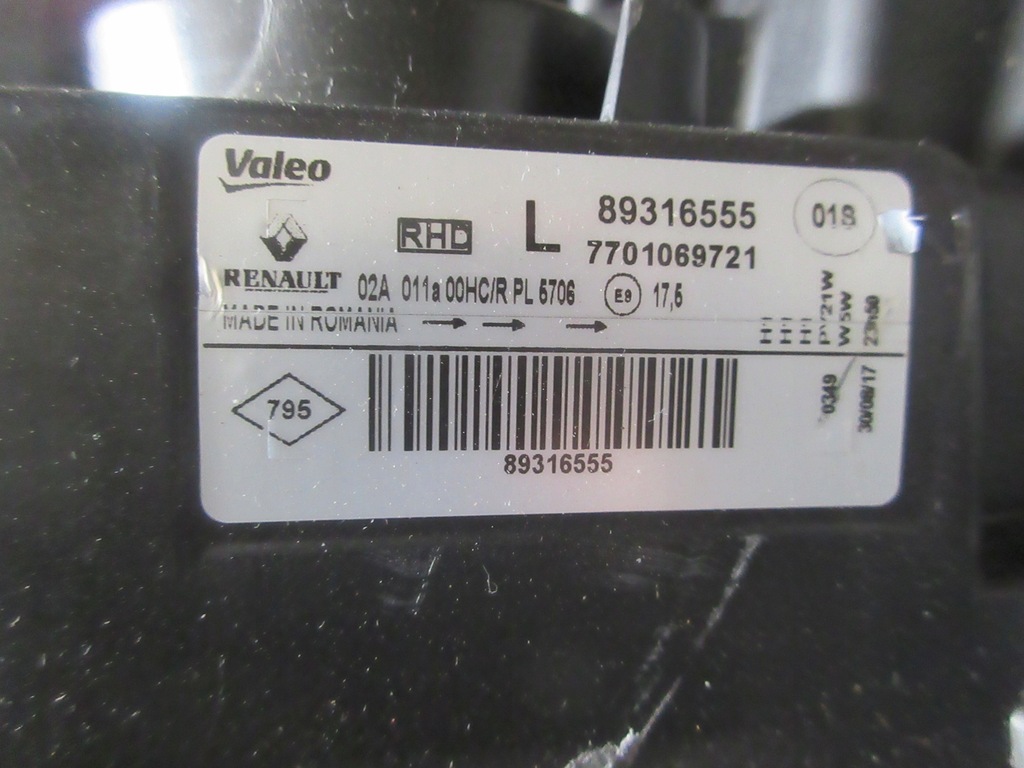 Valeo
RENAULT
RHD
L
89316555
7701069721
02A 011a 00HC/R PL 5706 E9 17,5
MADE IN ROMANIA
PY21W
W5W
23h50
0349
30/08/17
795
89316555